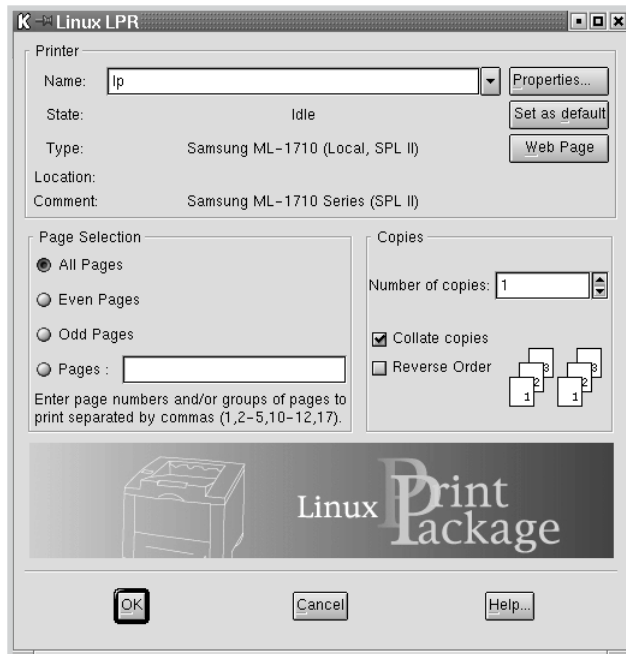 K Linux LPR
Printer
Name: lp Properties...
State: Idle Set as default
Type: Samsung ML-1710 (Local, SPL II) Web Page
Location:
Comment: Samsung ML-1710 Series (SPL II)
Page Selection
All Pages
Even Pages
Odd Pages
Pages :
Enter page numbers and/or groups of pages to
print separated by commas (1,2-5,10-12,17).
Copies
Number of copies: 1
Collate copies
Reverse Order
1 2 3 1 2 3
Linux Print Package
OK Cancel Help...